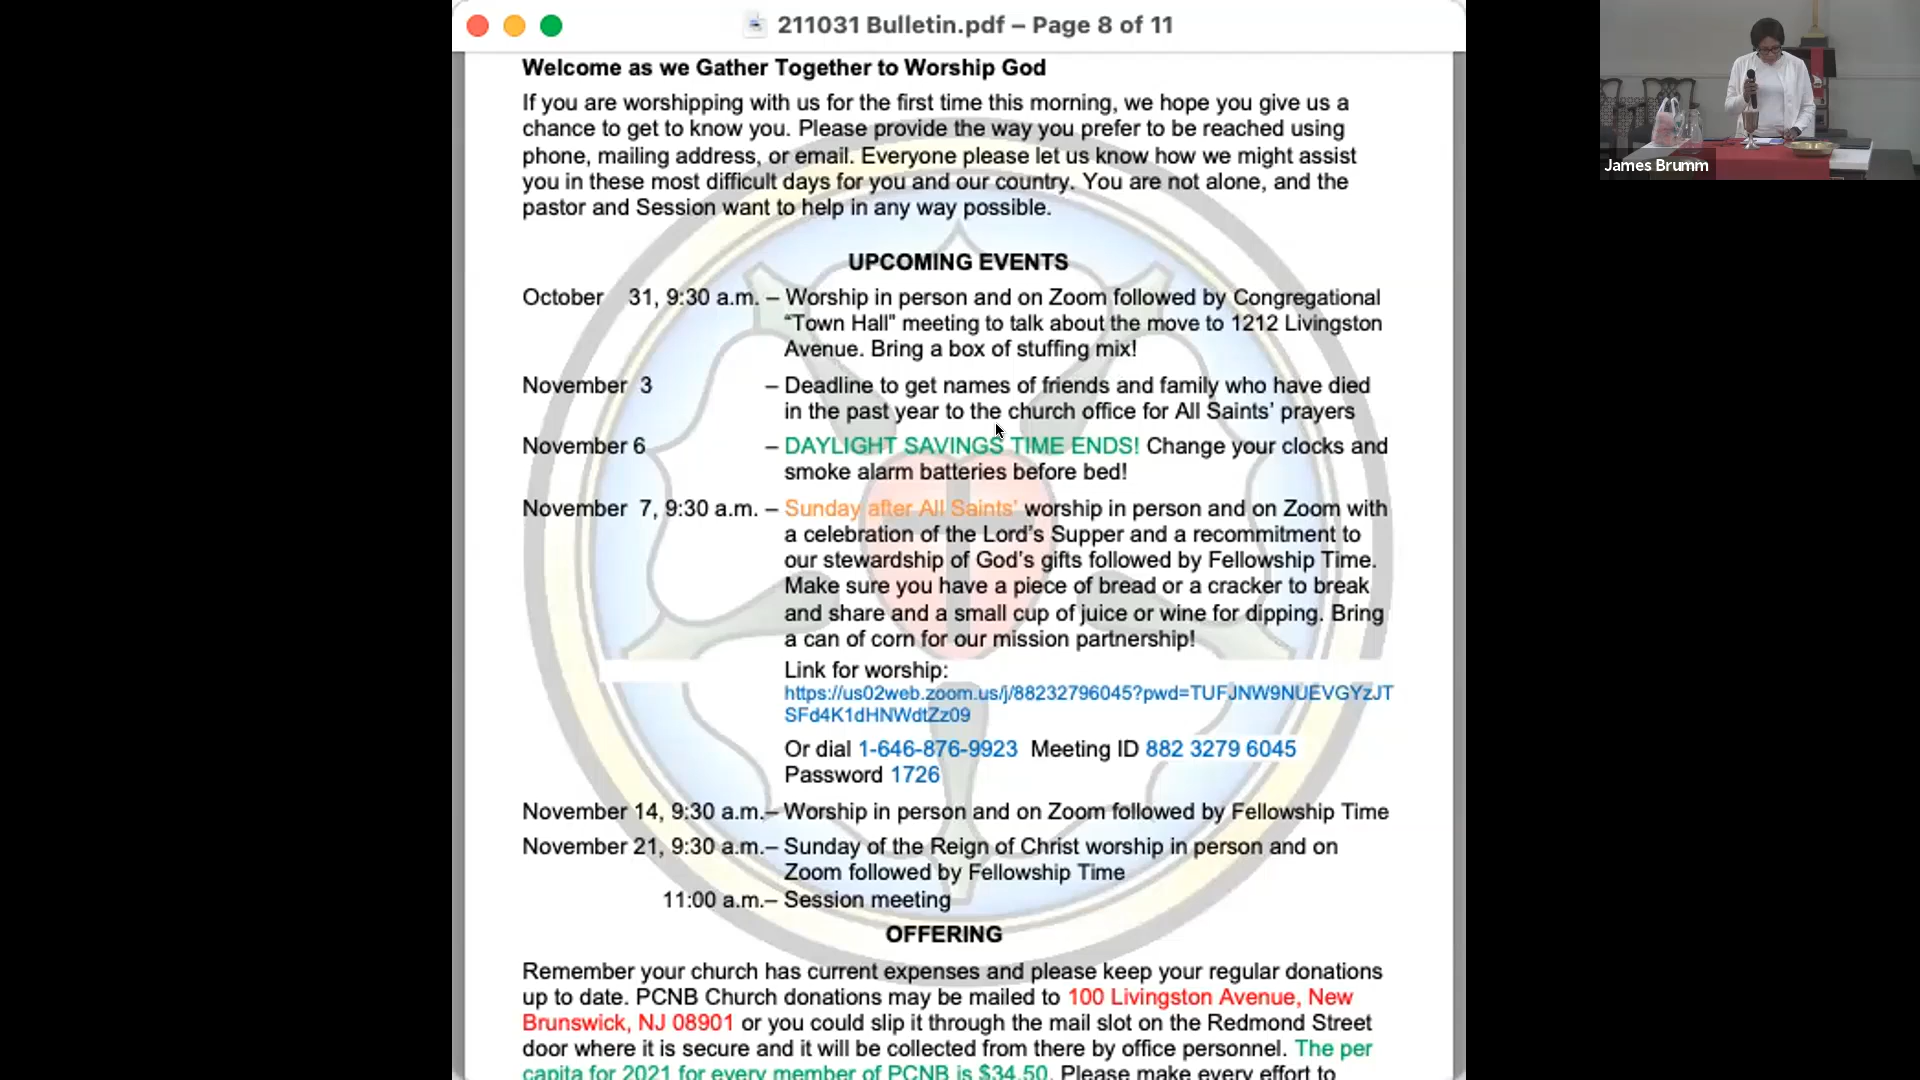 211031 Bulletin.pdf – Page 8 of 11
Welcome as we Gather Together to Worship God
If you are worshipping with us for the first time this morning, we hope you give us a
chance to get to know you. Please provide the way you prefer to be reached using
phone, mailing address, or email. Everyone please let us know how we might assist
you in these most difficult days for you and our country. You are not alone, and the
pastor and Session want to help in any way possible.
UPCOMING EVENTS
October 31, 9:30 a.m. – Worship in person and on Zoom followed by Congregational
“Town Hall” meeting to talk about the move to 1212 Livingston
Avenue. Bring a box of stuffing mix!
November 3 – Deadline to get names of friends and family who have died
in the past year to the church office for All Saints’ prayers
November 6 – DAYLIGHT SAVINGS TIME ENDS! Change your clocks and
smoke alarm batteries before bed!
November 7, 9:30 a.m. – Sunday after All Saints’ worship in person and on Zoom with
a celebration of the Lord’s Supper and a recommitment to
our stewardship of God’s gifts followed by Fellowship Time.
Make sure you have a piece of bread or a cracker to break
and share and a small cup of juice or wine for dipping. Bring
a can of corn for our mission partnership!
Link for worship:
https://us02web.zoom.us/j/88232796045?pwd=TUFJNW9NUEVGYzJT
SFd4K1dHNWdtZz09
Or dial 1-646-876-9923 Meeting ID 882 3279 6045
Password 1726
November 14, 9:30 a.m.– Worship in person and on Zoom followed by Fellowship Time
November 21, 9:30 a.m.– Sunday of the Reign of Christ worship in person and on
Zoom followed by Fellowship Time
11:00 a.m.– Session meeting
OFFERING
Remember your church has current expenses and please keep your regular donations
up to date. PCNB Church donations may be mailed to 100 Livingston Avenue, New
Brunswick, NJ 08901 or you could slip it through the mail slot on the Redmond Street
door where it is secure and it will be collected from there by office personnel. The per
capita for 2021 for every member of PCNB is $34.50. Please make every effort to
James Brumm